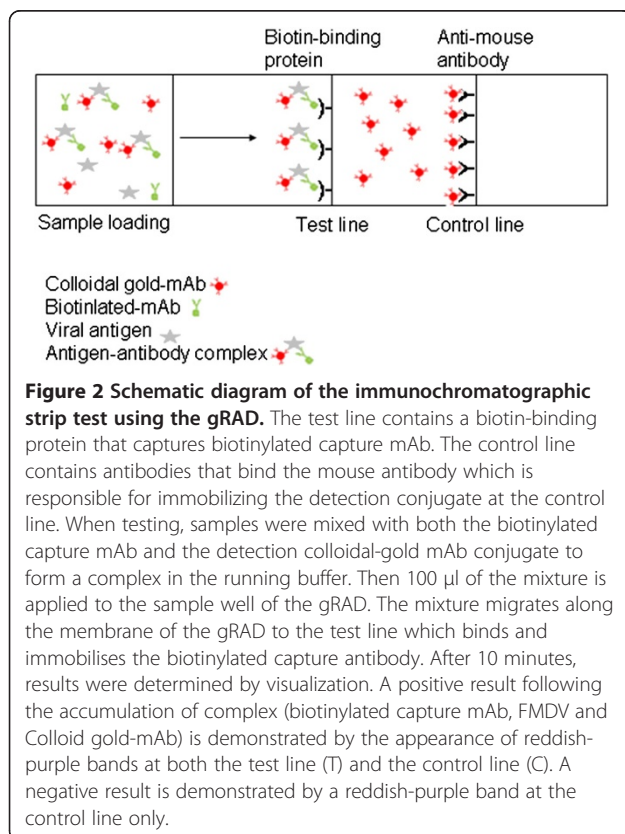 Biotin-binding protein
Anti-mouse antibody
Sample loading
Test line
Control line
Colloidal gold-mAb
Biotinlated-mAb
Viral antigen
Antigen-antibody complex
Figure 2 Schematic diagram of the immunochromatographic
strip test using the gRAD. The test line contains a biotin-binding
protein that captures biotinylated capture mAb. The control line
contains antibodies that bind the mouse antibody which is
responsible for immobilizing the detection conjugate at the control
line. When testing, samples were mixed with both the biotinylated
capture mAb and the detection colloidal-gold mAb conjugate to
form a complex in the running buffer. Then 100 μl of the mixture is
applied to the sample well of the gRAD. The mixture migrates along
the membrane of the gRAD to the test line which binds and
immobilises the biotinylated capture antibody. After 10 minutes,
results were determined by visualization. A positive result following
the accumulation of complex (biotinylated capture mAb, FMDV and
Colloid gold-mAb) is demonstrated by the appearance of reddish-
purple bands at both the test line (T) and the control line (C). A
negative result is demonstrated by a reddish-purple band at the
control line only.